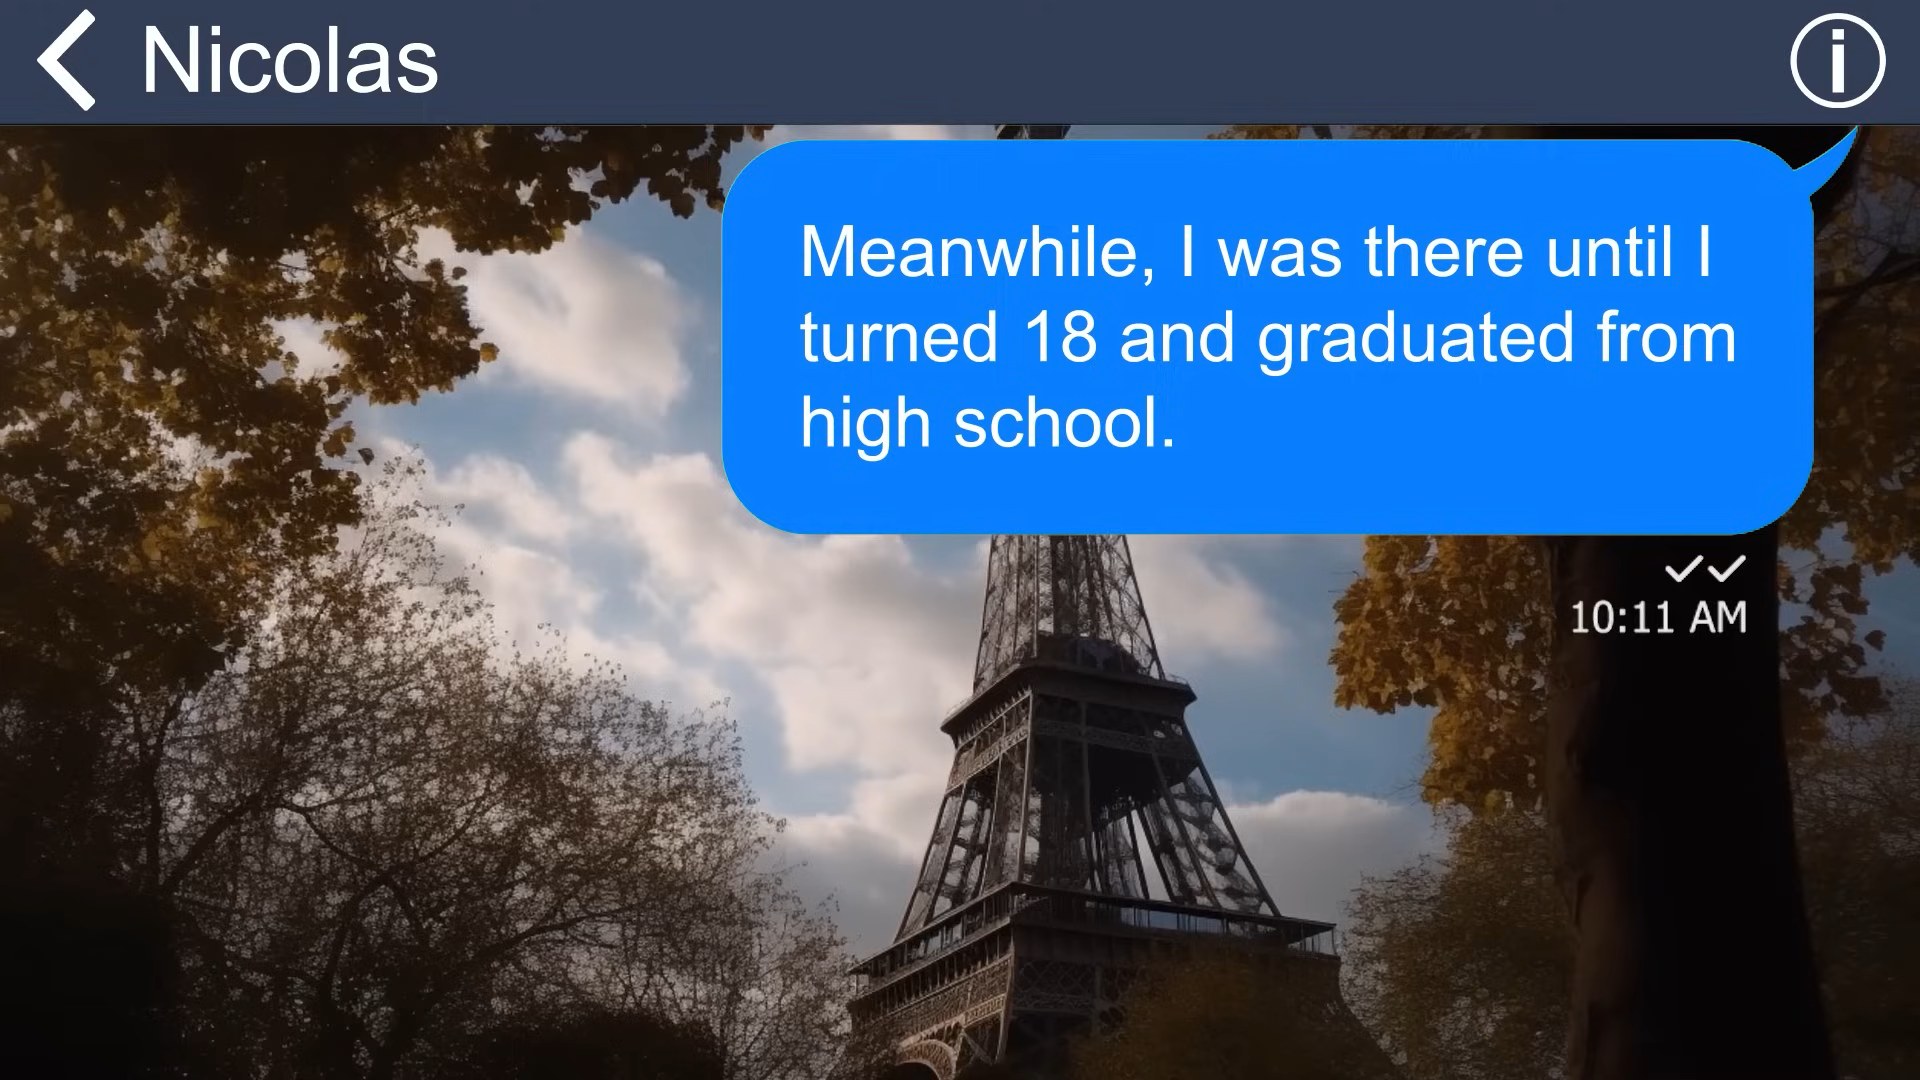 Nicolas
Meanwhile, I was there until I
turned 18 and graduated from
high school.
10:11 AM